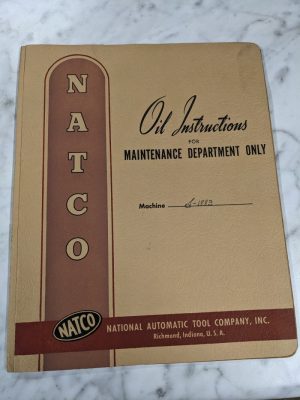 NATCO
Oil Instructions
FOR
MAINTENANCE DEPARTMENT ONLY
Machine
NATCO
NATIONAL AUTOMATIC TOOL COMPANY, INC.
Richmond, Indiana, U. S. A.